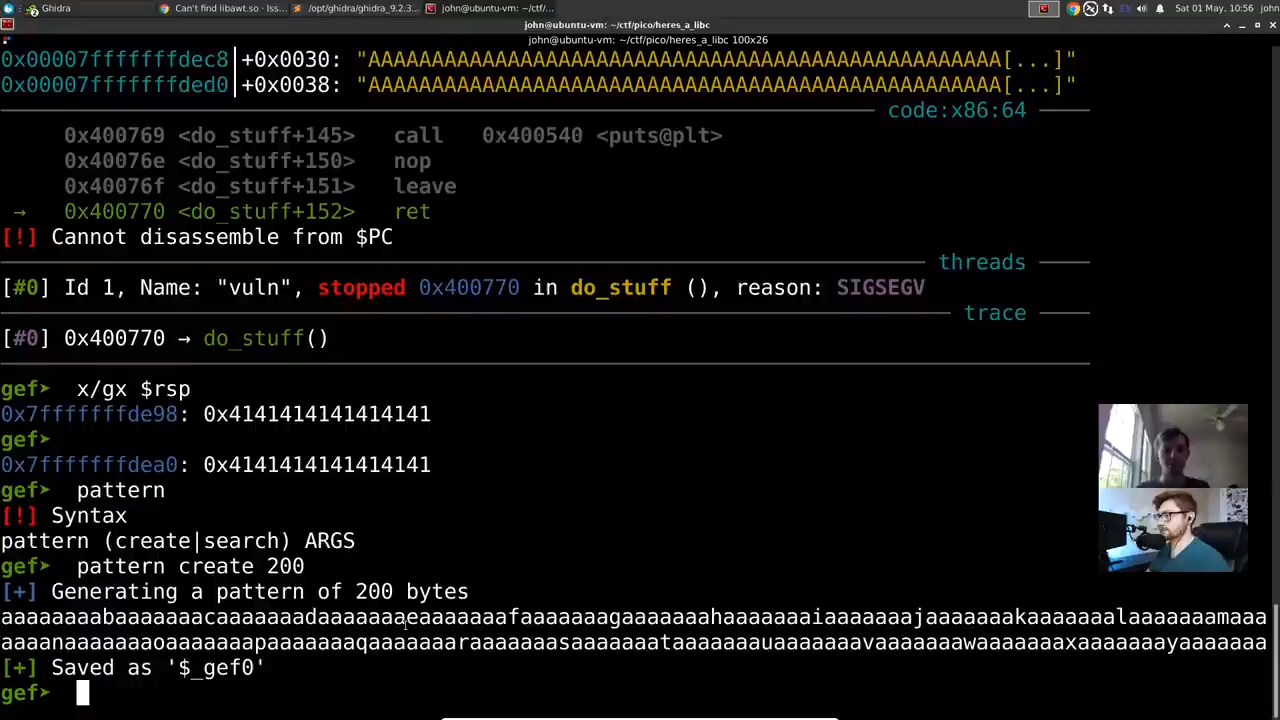 Ghidra
Can't find libawt.so · Iss...
/opt/ghidra/ghidra_9.2.3...
john@ubuntu-vm: ~/ctf/...
Sat 01 May, 10:56
john
john@ubuntu-vm: ~/ctf/pico/heres_a_libc
john@ubuntu-vm: ~/ctf/pico/heres_a_libc 100x26
0x00007fffffffdec8│+0x0030: "AAAAAAAAAAAAAAAAAAAAAAAAAAAAAAAAAAAAAAAAAAAAAAAAAA[...]"
0x00007fffffffded0│+0x0038: "AAAAAAAAAAAAAAAAAAAAAAAAAAAAAAAAAAAAAAAAAAAAAAAAAA[...]"
code:x86:64
0x400769 <do_stuff+145> call 0x400540 <puts@plt>
0x40076e <do_stuff+150> nop
0x40076f <do_stuff+151> leave
→ 0x400770 <do_stuff+152> ret
[!] Cannot disassemble from $PC
threads
[#0] Id 1, Name: "vuln", stopped 0x400770 in do_stuff (), reason: SIGSEGV
trace
[#0] 0x400770 → do_stuff()
gef➤ x/gx $rsp
0x7fffffffde98: 0x4141414141414141
gef➤
0x7fffffffdea0: 0x4141414141414141
gef➤ pattern
[!] Syntax
pattern (create|search) ARGS
gef➤ pattern create 200
[+] Generating a pattern of 200 bytes
aaaaaaaabaaaaaaacaaaaaaadaaaaaaaeaaaaaaafaaaaaaagaaaaaaahaaaaaaaiaaaaaaajaaaaaaakaaaaaaalaaaaaaamaaa
aaaanaaaaaaaoaaaaaaapaaaaaaaqaaaaaaaraaaaaaasaaaaaaataaaaaaauaaaaaaavaaaaaaawaaaaaaaxaaaaaaayaaaaaaa
[+] Saved as '$_gef0'
gef➤